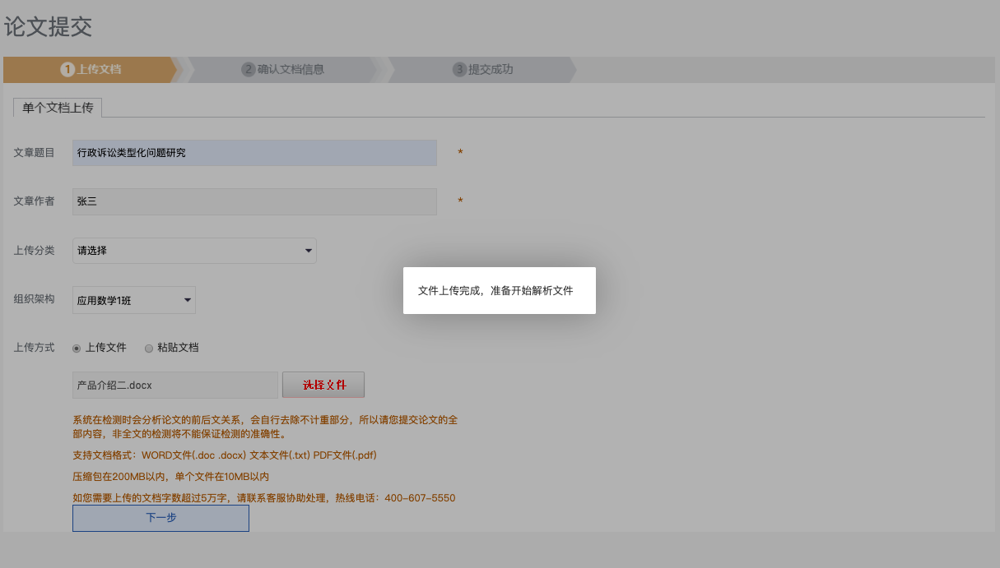 论文提交
1 上传文档 2 确认文档信息 3 提交成功
单个文档上传
文章题目 行政诉讼类型化问题研究 *
文章作者 张三 *
上传分类 请选择
文件上传完成，准备开始解析文件
组织架构 应用数学1班
上传方式 上传文件 粘贴文档
产品介绍二.docx 选择文件
系统在检测时会分析论文的前后文关系，会自行去除不计重部分，所以请您提交论文的全
部内容，非全文的检测将不能保证检测的准确性。
支持文档格式：WORD文件(.doc .docx) 文本文件(.txt) PDF文件(.pdf)
压缩包在200MB以内，单个文件在10MB以内
如您需要上传的文档字数超过5万字，请联系客服协助处理，热线电话：400-607-5550
下一步